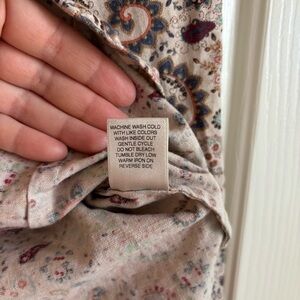 MACHINE WASH COLD
WITH LIKE COLORS
WASH INSIDE OUT
GENTLE CYCLE
DO NOT BLEACH
TUMBLE DRY LOW
WARM IRON ON
REVERSE SIDE